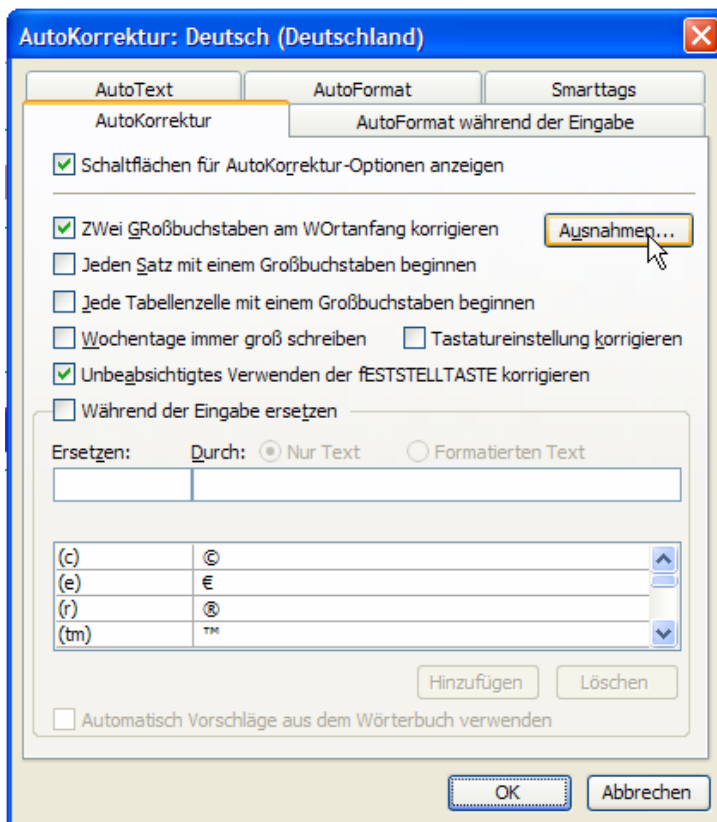 AutoKorrektur: Deutsch (Deutschland)
AutoText AutoFormat Smarttags
AutoKorrektur AutoFormat während der Eingabe
Schaltflächen für AutoKorrektur-Optionen anzeigen
ZWei GRoßbuchstaben am WOrtanfang korrigieren Ausnahmen...
Jeden Satz mit einem Großbuchstaben beginnen
Jede Tabellenzelle mit einem Großbuchstaben beginnen
Wochentage immer groß schreiben Tastatureinstellung korrigieren
Unbeabsichtigtes Verwenden der fESTSTELLTASTE korrigieren
Während der Eingabe ersetzen
Ersetzen: Durch: Nur Text Formatierten Text
(c) ©
(e) €
(r) ®
(tm) ™
Hinzufügen Löschen
Automatisch Vorschläge aus dem Wörterbuch verwenden
OK Abbrechen